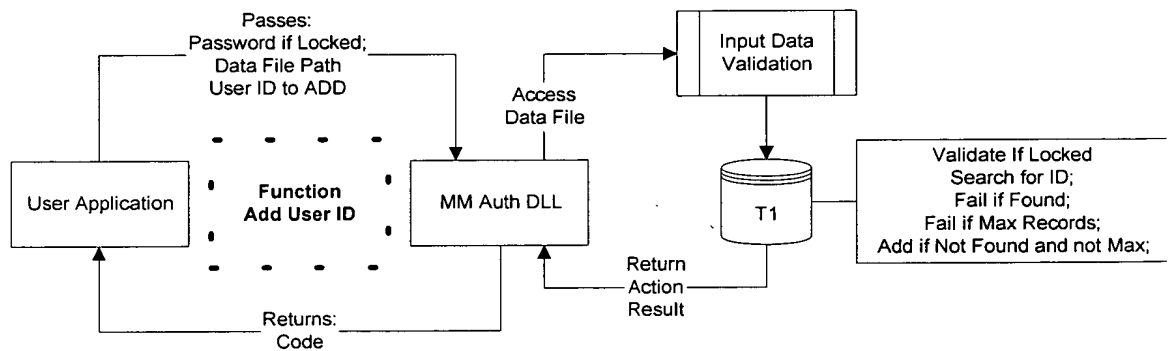 Passes:
Password if Locked;
Data File Path
User ID to ADD
Input Data
Validation
Access
Data File
User Application
Function
Add User ID
MM Auth DLL
T1
Validate If Locked
Search for ID;
Fail if Found;
Fail if Max Records;
Add if Not Found and not Max;
Return
Action
Result
Returns:
Code